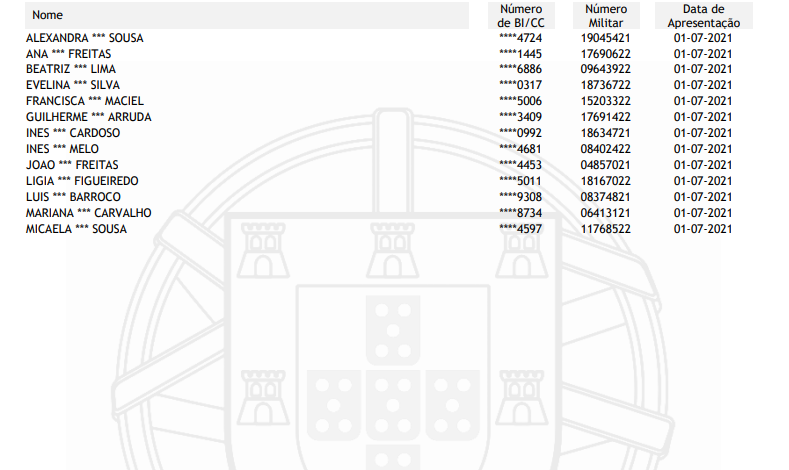 Nome Número de BI/CC Número Militar Data de Apresentação
ALEXANDRA *** SOUSA ****4724 19045421 01-07-2021
ANA *** FREITAS ****1445 17690622 01-07-2021
BEATRIZ *** LIMA ****6886 09643922 01-07-2021
EVELINA *** SILVA ****0317 18736722 01-07-2021
FRANCISCA *** MACIEL ****5006 15203322 01-07-2021
GUILHERME *** ARRUDA ****3409 17691422 01-07-2021
INES *** CARDOSO ****0992 18634721 01-07-2021
INES *** MELO ****4681 08402422 01-07-2021
JOAO *** FREITAS ****4453 04857021 01-07-2021
LIGIA *** FIGUEIREDO ****5011 18167022 01-07-2021
LUIS *** BARROCO ****9308 08374821 01-07-2021
MARIANA *** CARVALHO ****8734 06413121 01-07-2021
MICAELA *** SOUSA ****4597 11768522 01-07-2021